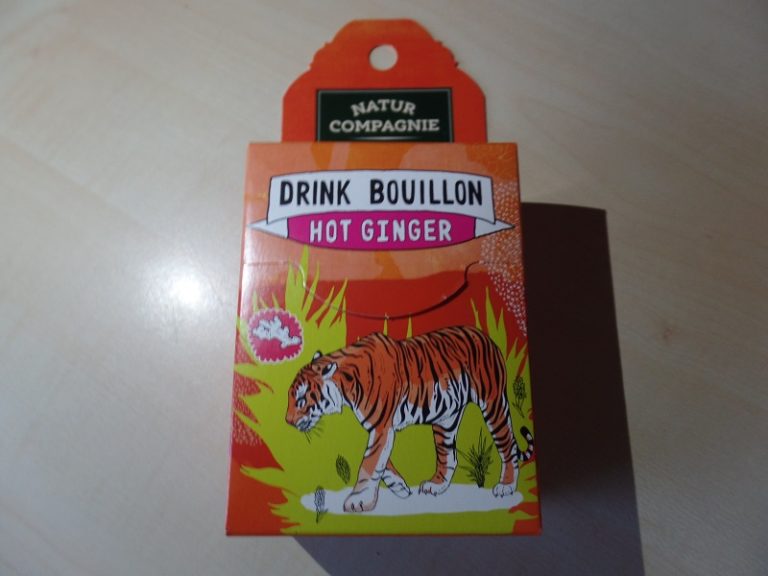 NATUR
COMPAGNIE
DRINK BOUILLON
HOT GINGER